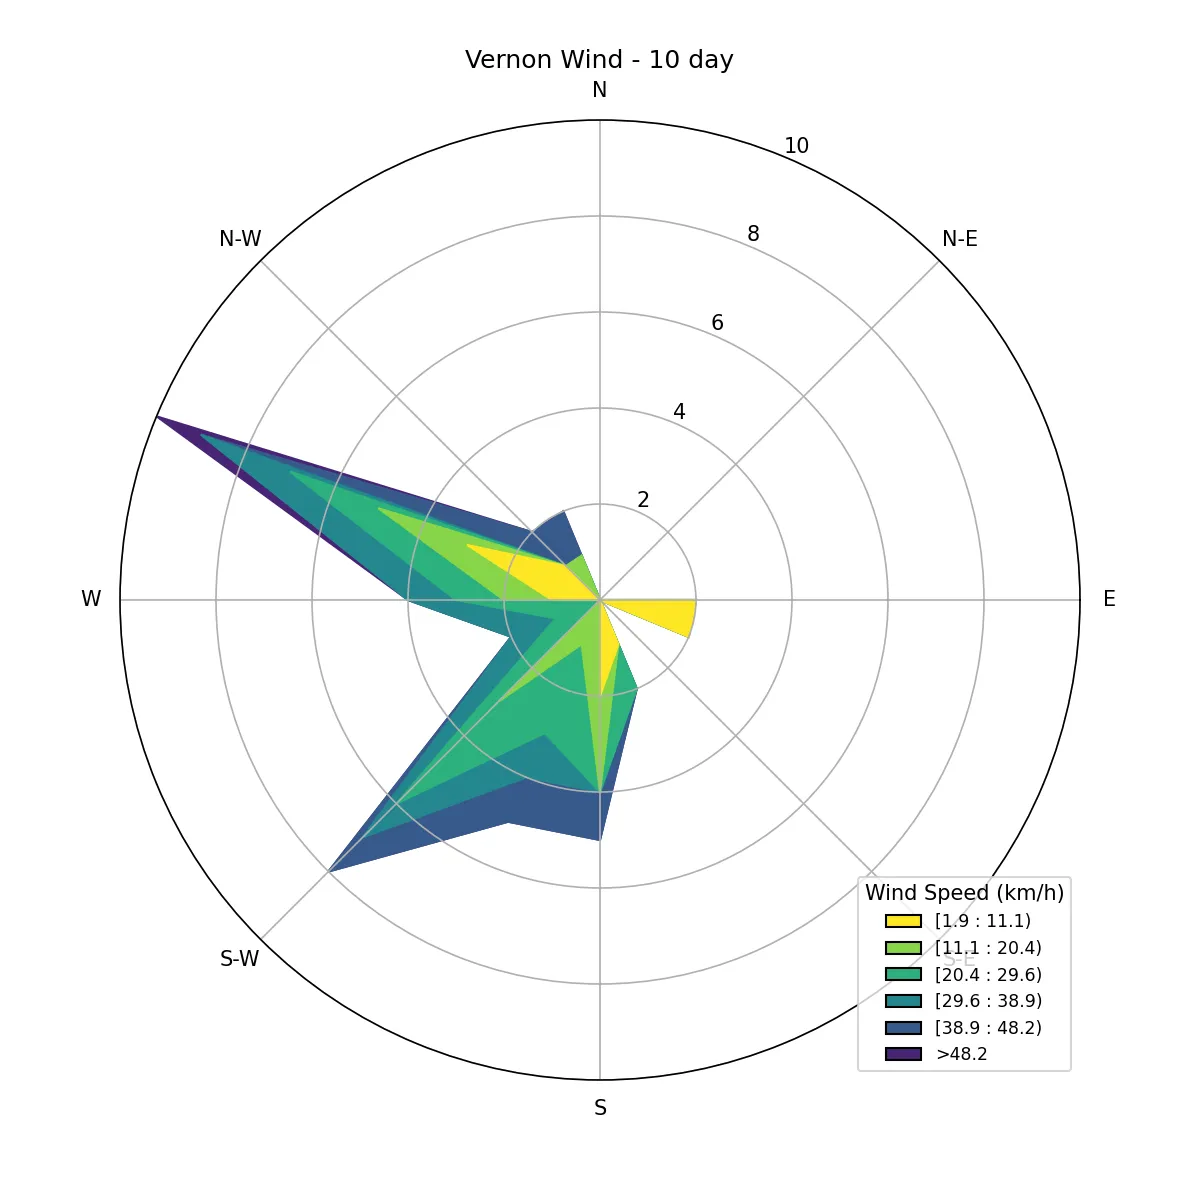 Vernon Wind - 10 day
N
10
N-W
8
N-E
6
4
2
W
E
S-W
S-E
S
Wind Speed (km/h)
[1.9 : 11.1)
[11.1 : 20.4)
[20.4 : 29.6)
[29.6 : 38.9)
[38.9 : 48.2)
>48.2